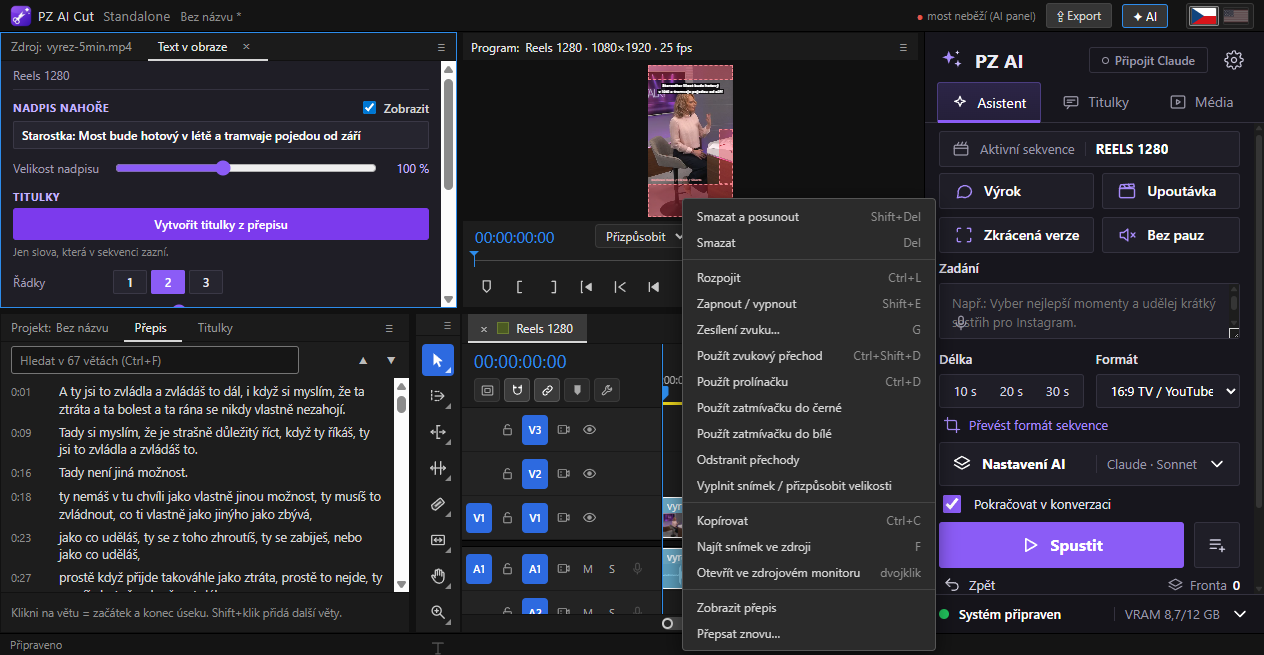 PZ AI Cut Standalone Bez názvu *
most neběží (AI panel) Export AI
Zdroj: vyrez-5min.mp4 Text v obraze ×
Reels 1280
NADPIS NAHOŘE Zobrazit
Starostka: Most bude hotový v létě a tramvaje pojedou od září
Velikost nadpisu 100 %
TITULKY
Vytvořit titulky z přepisu
Jen slova, která v sekvenci zazní.
Řádky 1 2 3
Program: Reels 1280 · 1080×1920 · 25 fps
Starostka: Most bude hotový
v létě a tramvaje pojedou od září
00:00:00:00 Přizpůsobit
Projekt: Bez názvu Přepis Titulky
Hledat v 67 větách (Ctrl+F)
0:01 A ty jsi to zvládla a zvládáš to dál, i když si myslím, že ta
ztráta a ta bolest a ta rána se nikdy vlastně nezahojí.
0:09 Tady si myslím, že je strašně důležitý říct, když ty říkáš, ty
jsi to zvládla a zvládáš to.
0:16 Tady není jiná možnost.
0:18 ty nemáš v tu chvíli jako vlastně jinou možnost, ty musíš to
zvládnout, co ti vlastně jako jinýho jako zbývá,
0:23 jako co uděláš, ty se z toho zhroutíš, ty se zabiješ, nebo
jako co uděláš,
0:27 prostě když přijde takováhle jako ztráta, prostě to nejde, ty
Klikni na větu = začátek a konec úseku. Shift+klik přidá další věty.
Připraveno
× Reels 1280
00:00:00:00
V3
V2
V1 V1
A1 A1 M S
A2 M S
Smazat a posunout Shift+Del
Smazat Del
Rozpojit Ctrl+L
Zapnout / vypnout Shift+E
Zesílení zvuku... G
Použít zvukový přechod Ctrl+Shift+D
Použít prolínačku Ctrl+D
Použít zatmívačku do černé
Použít zatmívačku do bílé
Odstranit přechody
Vyplnit snímek / přizpůsobit velikosti
Kopírovat Ctrl+C
Najít snímek ve zdroji F
Otevřít ve zdrojovém monitoru dvojklik
Zobrazit přepis
Přepsat znovu...
PZ AI Připojit Claude
Asistent Titulky Média
Aktivní sekvence REELS 1280
Výrok Upoutávka
Zkrácená verze Bez pauz
Zadání
Např.: Vyber nejlepší momenty a udělej krátký
sestřih pro Instagram.
Délka Formát
10 s 20 s 30 s 16:9 TV / YouTube
Převést formát sekvence
Nastavení AI Claude · Sonnet
Pokračovat v konverzaci
Spustit
Zpět Fronta 0
Systém připraven VRAM 8,7/12 GB